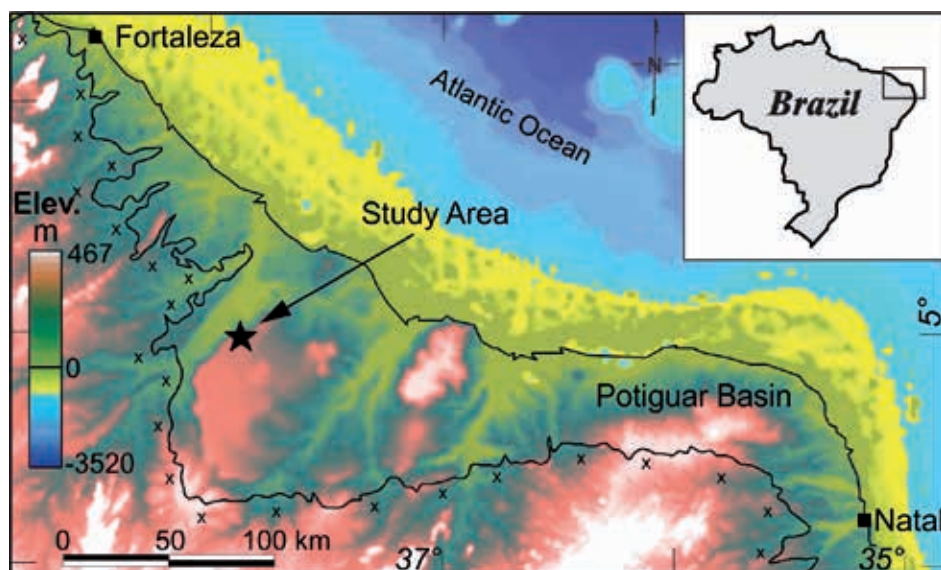 Fortaleza
N
Atlantic Ocean
Brazil
Study Area
Elev.
m
467
0
-3520
5°
Potiguar Basin
Natal
0 50 100 km
37°
35°